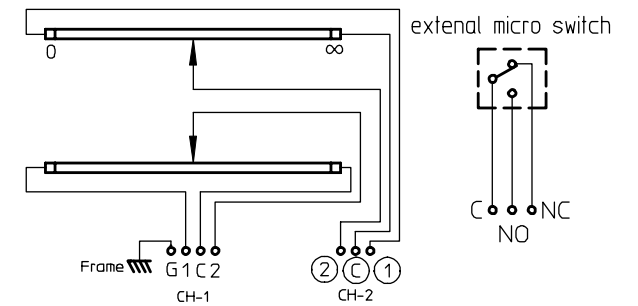 extenal micro switch
0 ∞
C NO NC
Frame G 1 C 2
CH-1
2 C 1
CH-2